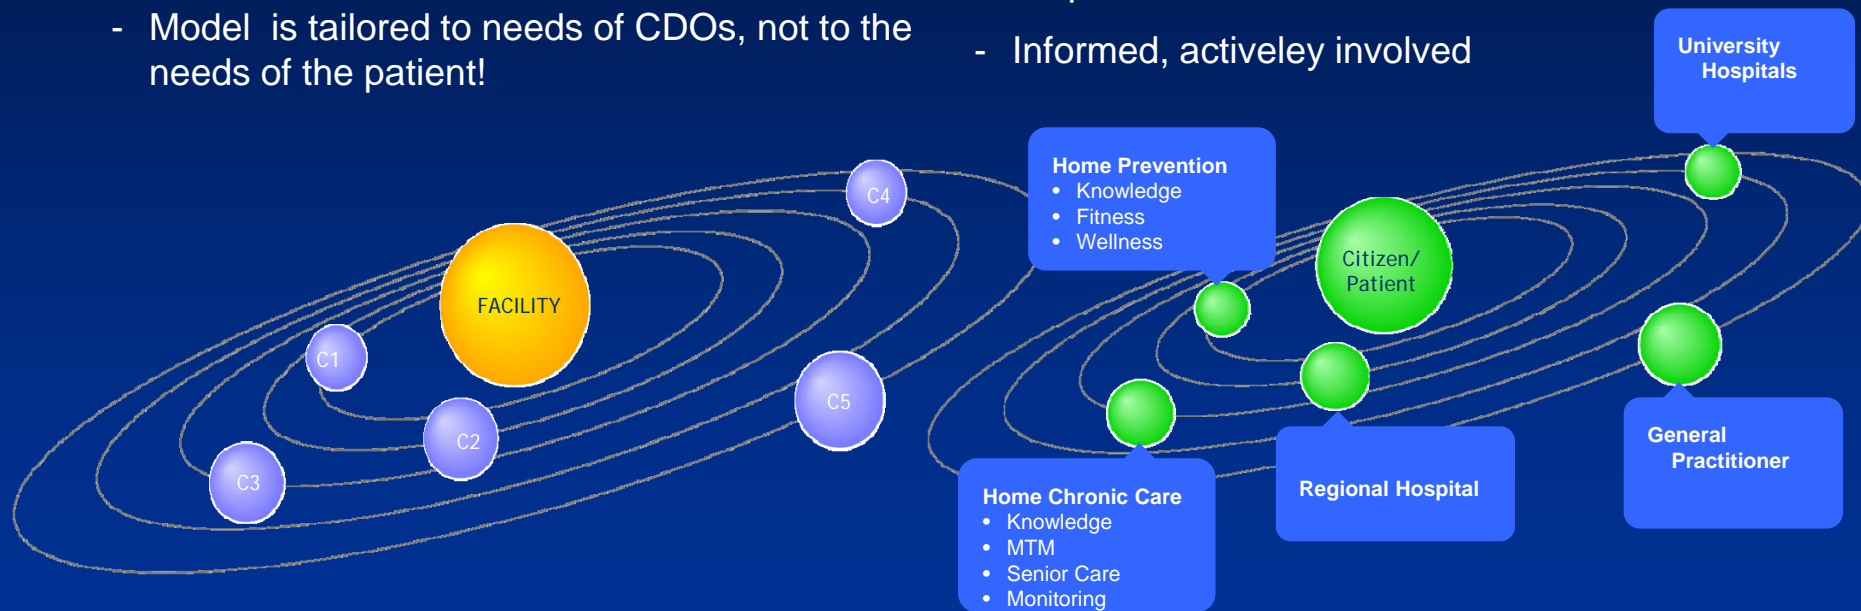 - Model is tailored to needs of CDOs, not to the
needs of the patient!
- Informed, activeley involved
University
Hospitals
Home Prevention
• Knowledge
• Fitness
• Wellness
C4
Citizen/
Patient
FACILITY
C1
C5
C2
C3
General
Practitioner
Regional Hospital
Home Chronic Care
• Knowledge
• MTM
• Senior Care
• Monitoring